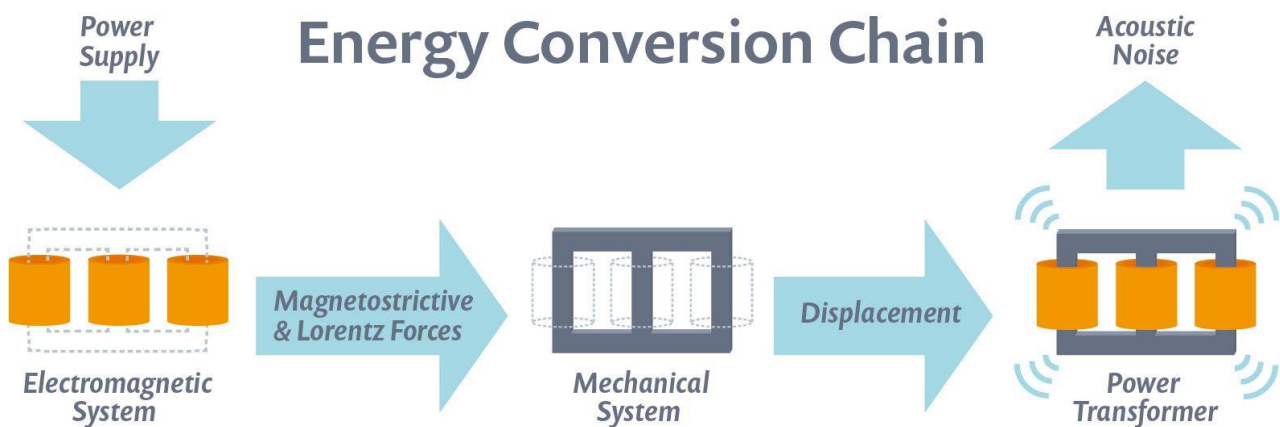 Power
Supply
Energy Conversion Chain
Acoustic
Noise
Magnetostrictive
& Lorentz Forces
Displacement
Electromagnetic
System
Mechanical
System
Power
Transformer